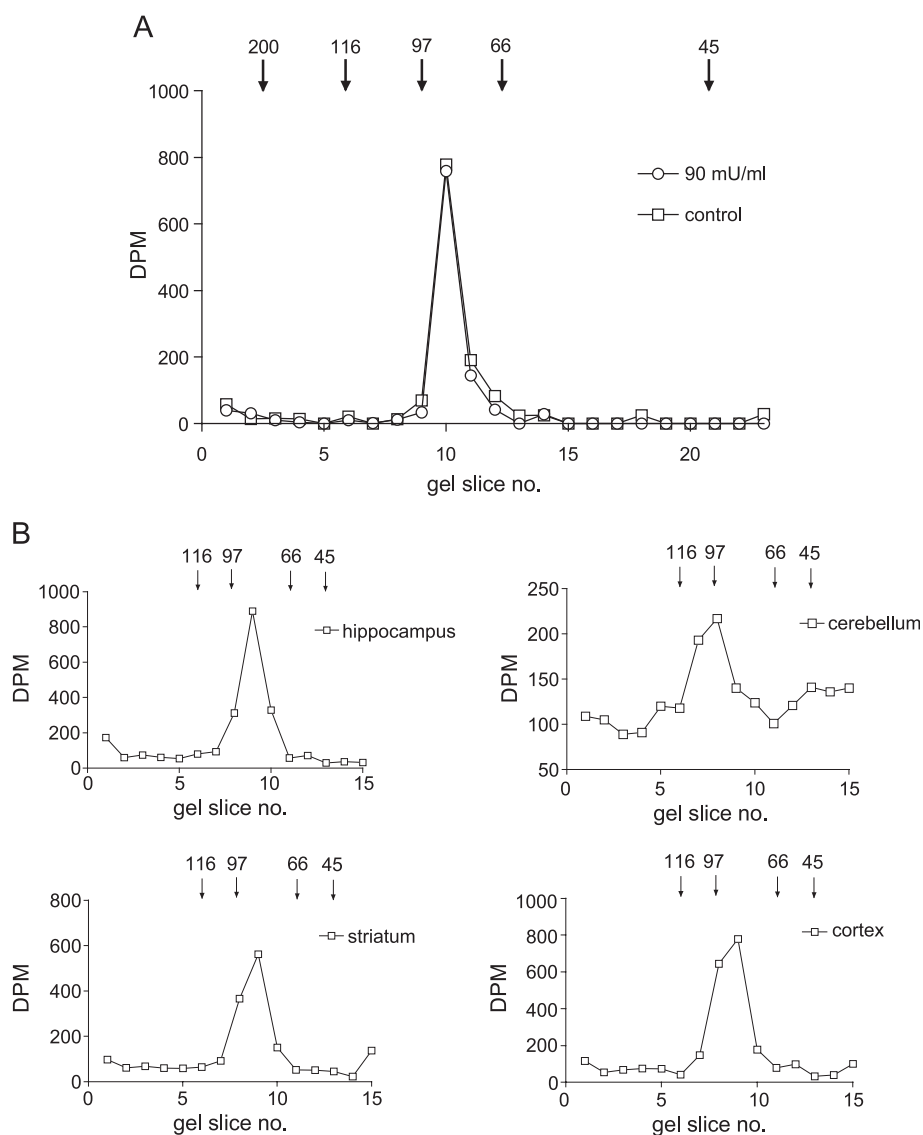 A
200 116 97 66 45
1000
800
600
400
200
0
DPM
90 mU/ml
control
0 5 10 15 20
gel slice no.
B
116 97 66 45
1000
800
600
400
200
0
DPM
hippocampus
0 5 10 15
gel slice no.
116 97 66 45
250
200
150
100
50
DPM
cerebellum
0 5 10 15
gel slice no.
116 97 66 45
800
600
400
200
0
DPM
striatum
0 5 10 15
gel slice no.
116 97 66 45
1000
800
600
400
200
0
DPM
cortex
0 5 10 15
gel slice no.